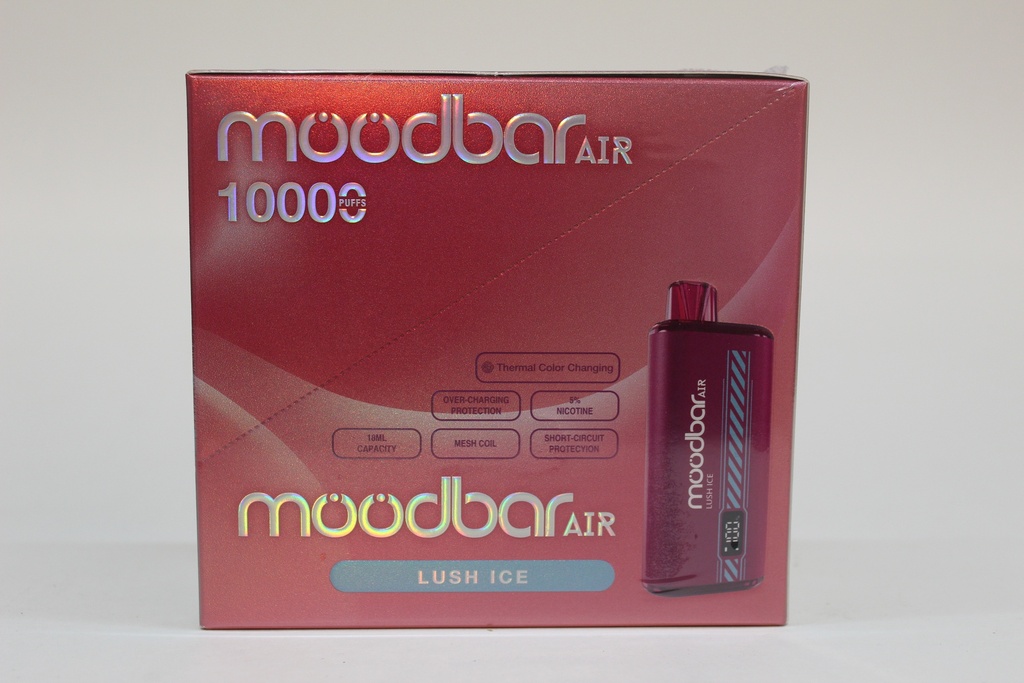 moodbar AIR
10000 PUFFS
Thermal Color Changing
OVER-CHARGING
PROTECTION
5%
NICOTINE
18ML
CAPACITY
MESH COIL
SHORT-CIRCUIT
PROTECYION
moodbar AIR
LUSH ICE
moodbar AIR
LUSH ICE
100